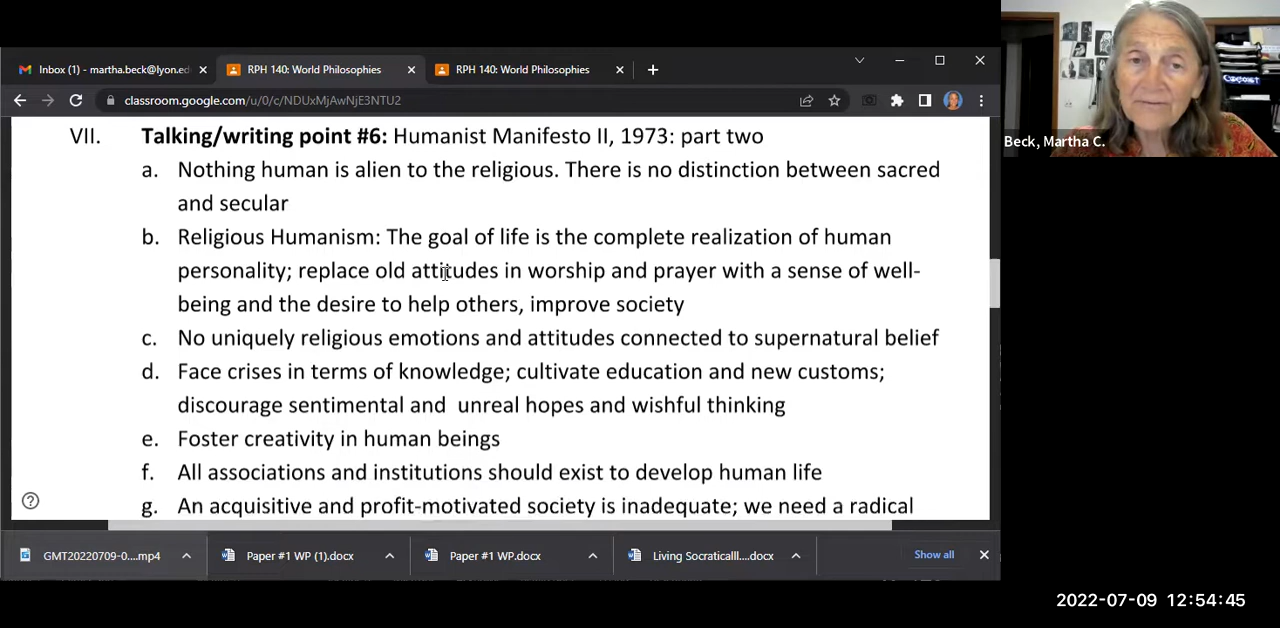 Inbox (1) - martha.beck@lyon.ed
RPH 140: World Philosophies
RPH 140: World Philosophies
classroom.google.com/u/0/c/NDUxMjAwNjE3NTU2
Beck, Martha C.
VII. Talking/writing point #6: Humanist Manifesto II, 1973: part two
a. Nothing human is alien to the religious. There is no distinction between sacred
and secular
b. Religious Humanism: The goal of life is the complete realization of human
personality; replace old attitudes in worship and prayer with a sense of well-
being and the desire to help others, improve society
c. No uniquely religious emotions and attitudes connected to supernatural belief
d. Face crises in terms of knowledge; cultivate education and new customs;
discourage sentimental and  unreal hopes and wishful thinking
e. Foster creativity in human beings
f. All associations and institutions should exist to develop human life
g. An acquisitive and profit-motivated society is inadequate; we need a radical
GMT20220709-0....mp4
Paper #1 WP (1).docx
Paper #1 WP.docx
Living Socraticalll....docx
Show all
2022-07-09 12:54:45